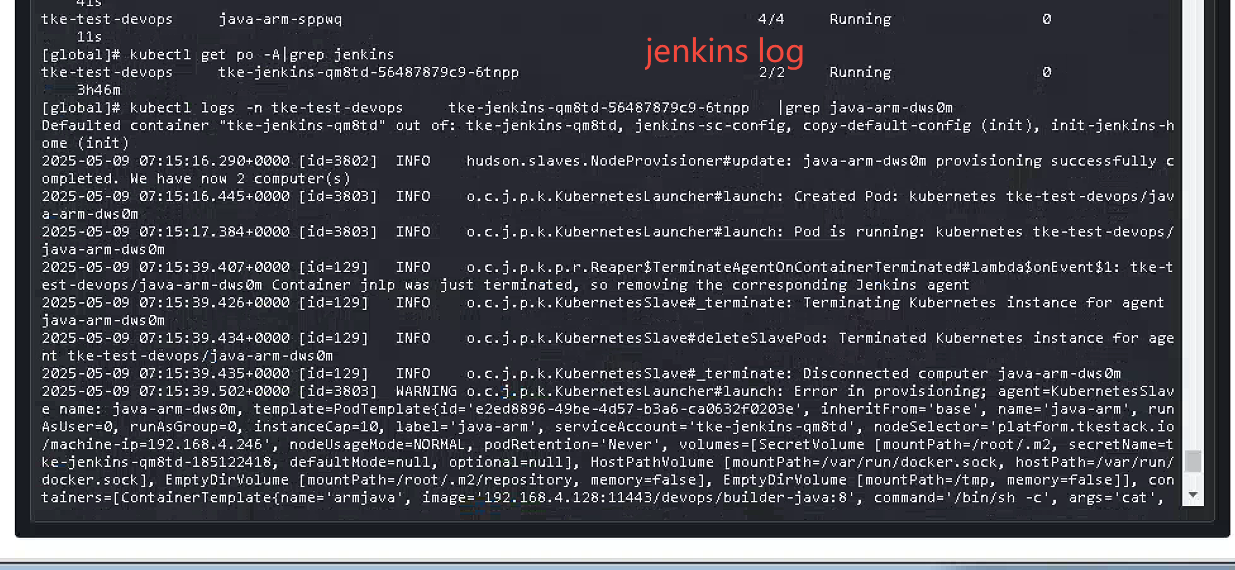 41s
tke-test-devops      java-arm-sppwq                                   4/4     Running                 0
    11s
[global]# kubectl get po -A|grep jenkins
jenkins log
tke-test-devops     tke-jenkins-qm8td-56487879c9-6tnpp                           2/2     Running                 0
    3h46m
[global]# kubectl logs -n tke-test-devops     tke-jenkins-qm8td-56487879c9-6tnpp   |grep java-arm-dws0m
Defaulted container "tke-jenkins-qm8td" out of: tke-jenkins-qm8td, jenkins-sc-config, copy-default-config (init), init-jenkins-h
ome (init)
2025-05-09 07:15:16.290+0000 [id=3802]  INFO    hudson.slaves.NodeProvisioner#update: java-arm-dws0m provisioning successfully c
ompleted. We have now 2 computer(s)
2025-05-09 07:15:16.445+0000 [id=3803]  INFO    o.c.j.p.k.KubernetesLauncher#launch: Created Pod: kubernetes tke-test-devops/jav
a-arm-dws0m
2025-05-09 07:15:17.384+0000 [id=3803]  INFO    o.c.j.p.k.KubernetesLauncher#launch: Pod is running: kubernetes tke-test-devops/
java-arm-dws0m
2025-05-09 07:15:39.407+0000 [id=129]   INFO    o.c.j.p.k.p.r.Reaper$TerminateAgentOnContainerTerminated#lambda$onEvent$1: tke-t
est-devops/java-arm-dws0m Container jnlp was just terminated, so removing the corresponding Jenkins agent
2025-05-09 07:15:39.426+0000 [id=129]   INFO    o.c.j.p.k.KubernetesSlave#_terminate: Terminating Kubernetes instance for agent
java-arm-dws0m
2025-05-09 07:15:39.434+0000 [id=129]   INFO    o.c.j.p.k.KubernetesSlave#deleteSlavePod: Terminated Kubernetes instance for age
nt tke-test-devops/java-arm-dws0m
2025-05-09 07:15:39.435+0000 [id=129]   INFO    o.c.j.p.k.KubernetesSlave#_terminate: Disconnected computer java-arm-dws0m
2025-05-09 07:15:39.502+0000 [id=3803]  WARNING o.c.j.p.k.KubernetesLauncher#launch: Error in provisioning; agent=KubernetesSlav
e name: java-arm-dws0m, template=PodTemplate{id='e2ed8896-49be-4d57-b3a6-ca0632f0203e', inheritFrom='base', name='java-arm', run
AsUser=0, runAsGroup=0, instanceCap=10, label='java-arm', serviceAccount='tke-jenkins-qm8td', nodeSelector='platform.tkestack.io
/machine-ip=192.168.4.246', nodeUsageMode=NORMAL, podRetention='Never', volumes=[SecretVolume [mountPath=/root/.m2, secretName=t
ke-jenkins-qm8td-185122418, defaultMode=null, optional=null], HostPathVolume [mountPath=/var/run/docker.sock, hostPath=/var/run/
docker.sock], EmptyDirVolume [mountPath=/root/.m2/repository, memory=false], EmptyDirVolume [mountPath=/tmp, memory=false]], con
tainers=[ContainerTemplate{name='armjava', image='192.168.4.128:11443/devops/builder-java:8', command='/bin/sh -c', args='cat',